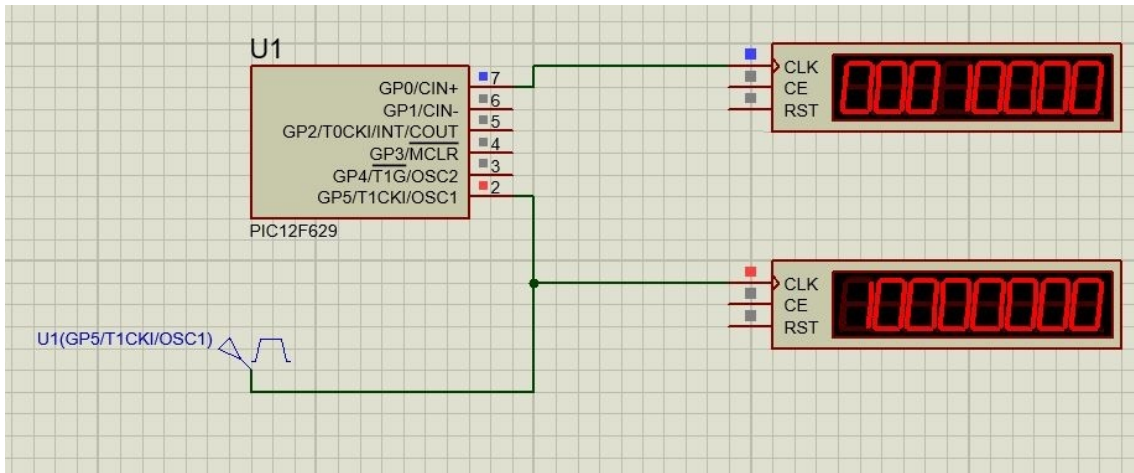 U1
GP0/CIN+ 7
GP1/CIN- 6
GP2/T0CKI/INT/COUT 5
GP3/MCLR 4
GP4/T1G/OSC2 3
GP5/T1CKI/OSC1 2
PIC12F629
CLK
CE
RST
00010000
CLK
CE
RST
10000000
U1(GP5/T1CKI/OSC1)